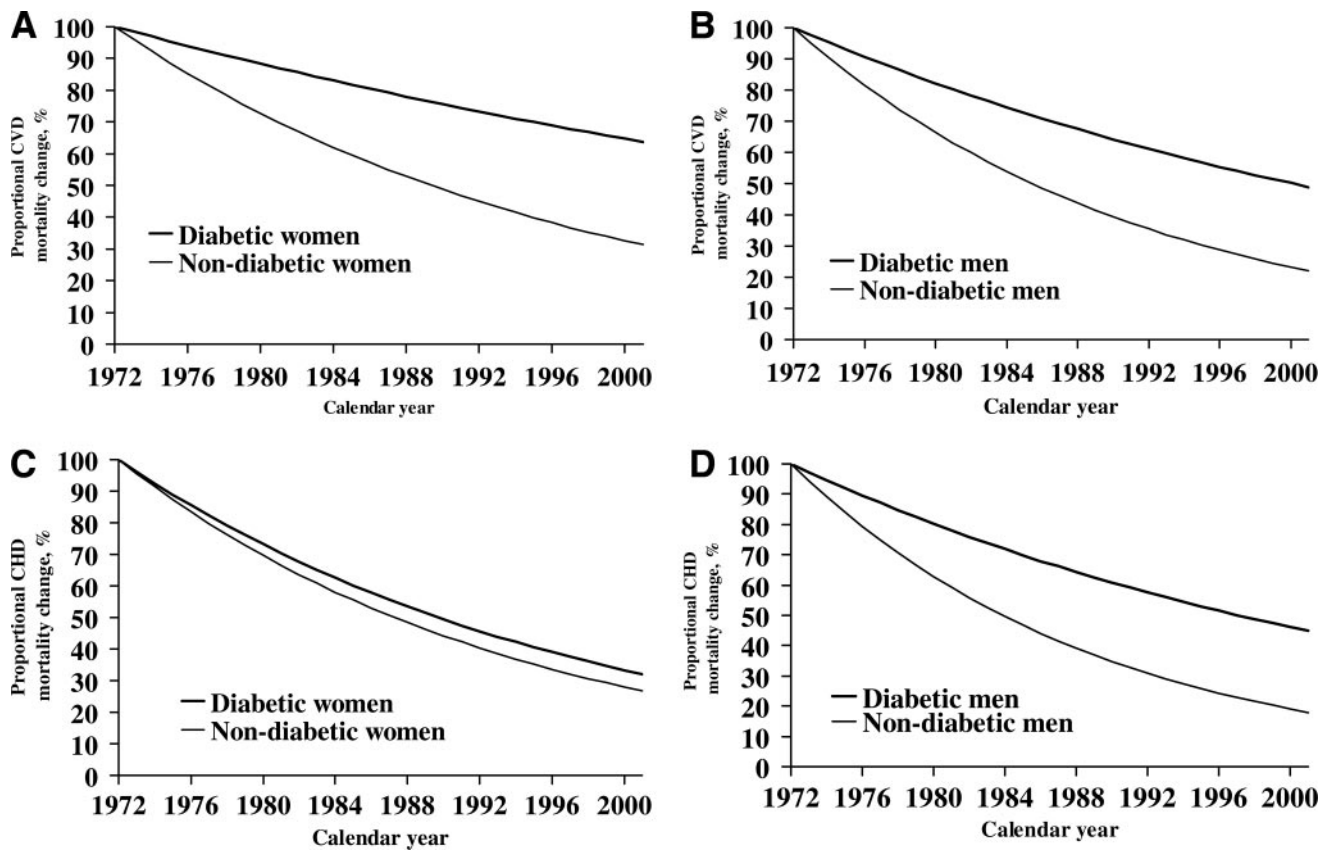 A
Proportional CVD
mortality change, %
100
90
80
70
60
50
40
30
20
10
0
Diabetic women
Non-diabetic women
1972 1976 1980 1984 1988 1992 1996 2000
Calendar year
B
Proportional CVD
mortality change, %
100
90
80
70
60
50
40
30
20
10
0
Diabetic men
Non-diabetic men
1972 1976 1980 1984 1988 1992 1996 2000
Calendar year
C
Proportional CHD
mortality change, %
100
90
80
70
60
50
40
30
20
10
0
Diabetic women
Non-diabetic women
1972 1976 1980 1984 1988 1992 1996 2000
Calendar year
D
Proportional CHD
mortality change, %
100
90
80
70
60
50
40
30
20
10
0
Diabetic men
Non-diabetic men
1972 1976 1980 1984 1988 1992 1996 2000
Calendar year